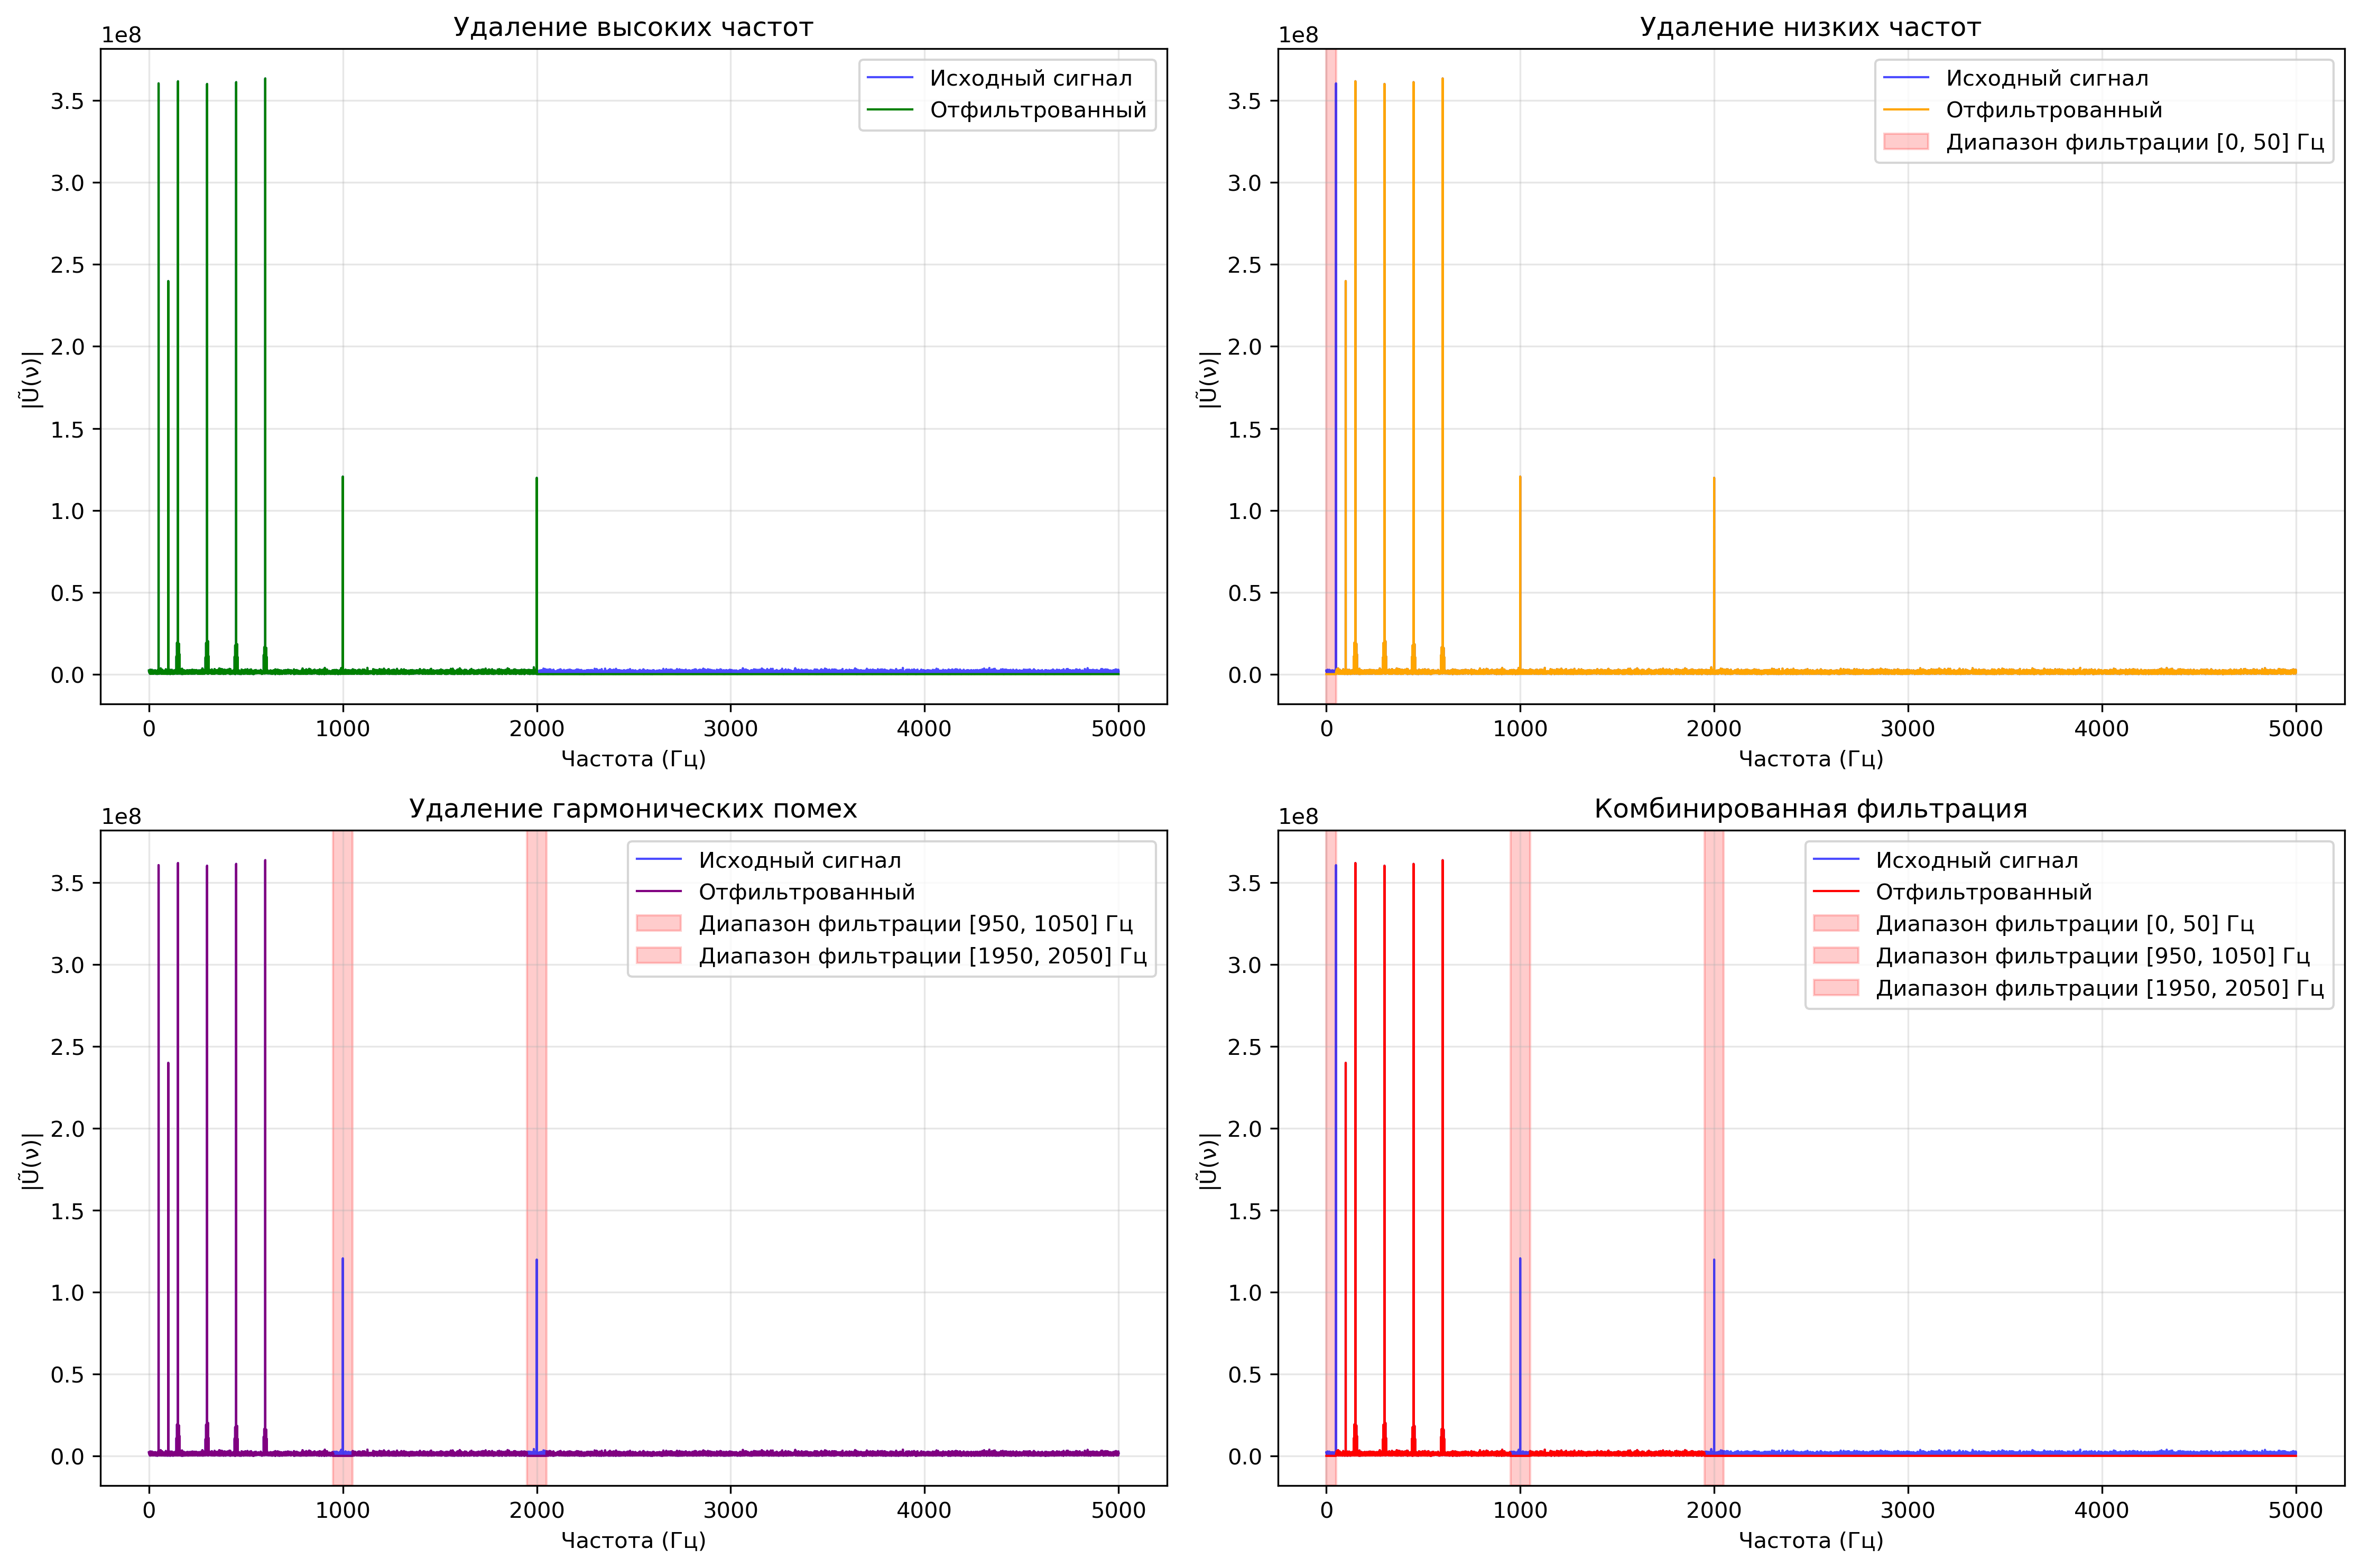 Удаление высоких частот
1e8
Исходный сигнал
Отфильтрованный
3.5
3.0
2.5
2.0
1.5
1.0
0.5
0.0
|Ũ(ν)|
0 1000 2000 3000 4000 5000
Частота (Гц)
Удаление низких частот
1e8
Исходный сигнал
Отфильтрованный
Диапазон фильтрации [0, 50] Гц
3.5
3.0
2.5
2.0
1.5
1.0
0.5
0.0
|Ũ(ν)|
0 1000 2000 3000 4000 5000
Частота (Гц)
Удаление гармонических помех
1e8
Исходный сигнал
Отфильтрованный
Диапазон фильтрации [950, 1050] Гц
Диапазон фильтрации [1950, 2050] Гц
3.5
3.0
2.5
2.0
1.5
1.0
0.5
0.0
|Ũ(ν)|
0 1000 2000 3000 4000 5000
Частота (Гц)
Комбинированная фильтрация
1e8
Исходный сигнал
Отфильтрованный
Диапазон фильтрации [0, 50] Гц
Диапазон фильтрации [950, 1050] Гц
Диапазон фильтрации [1950, 2050] Гц
3.5
3.0
2.5
2.0
1.5
1.0
0.5
0.0
|Ũ(ν)|
0 1000 2000 3000 4000 5000
Частота (Гц)